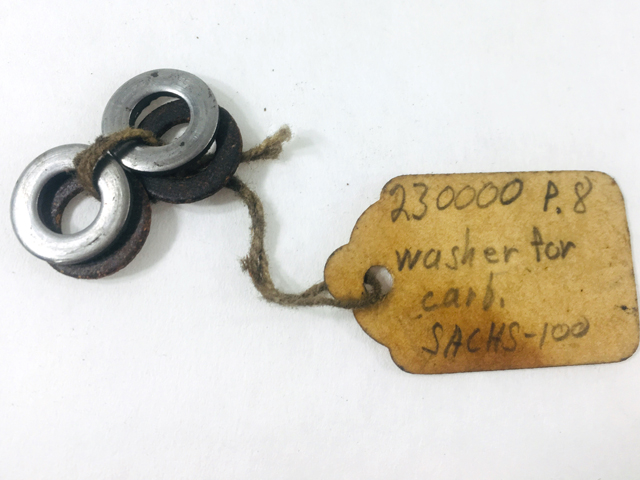 230000 P.8
washer for
carb.
SACHS-100